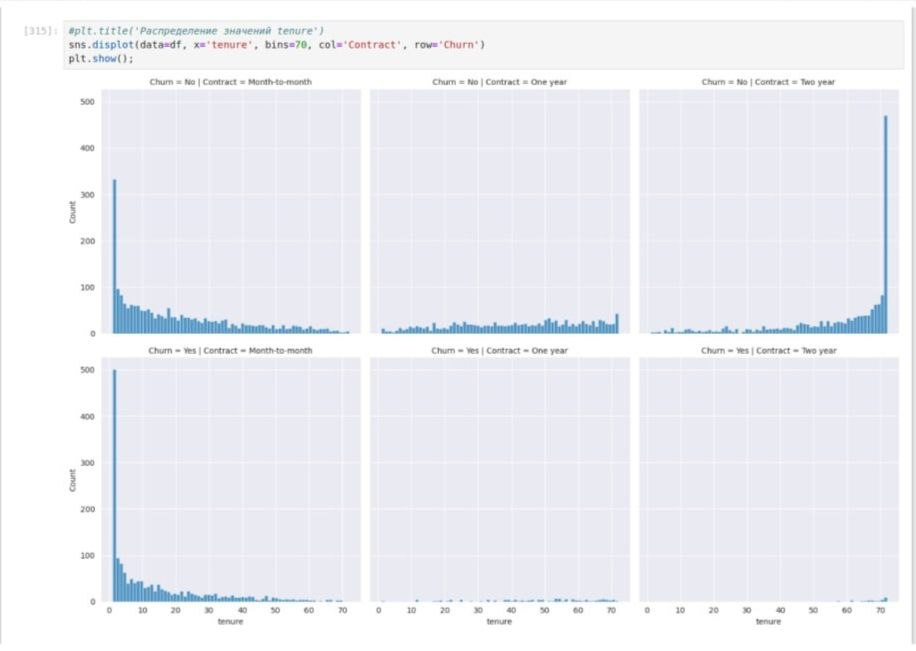 [315]: #plt.title('Распределение значений tenure')
sns.displot(data=df, x='tenure', bins=70, col='Contract', row='Churn')
plt.show();
Churn = No | Contract = Month-to-month
Churn = No | Contract = One year
Churn = No | Contract = Two year
500
400
300
200
100
0
Count
Churn = Yes | Contract = Month-to-month
Churn = Yes | Contract = One year
Churn = Yes | Contract = Two year
500
400
300
200
100
0
Count
0 10 20 30 40 50 60 70
tenure
0 10 20 30 40 50 60 70
tenure
0 10 20 30 40 50 60 70
tenure